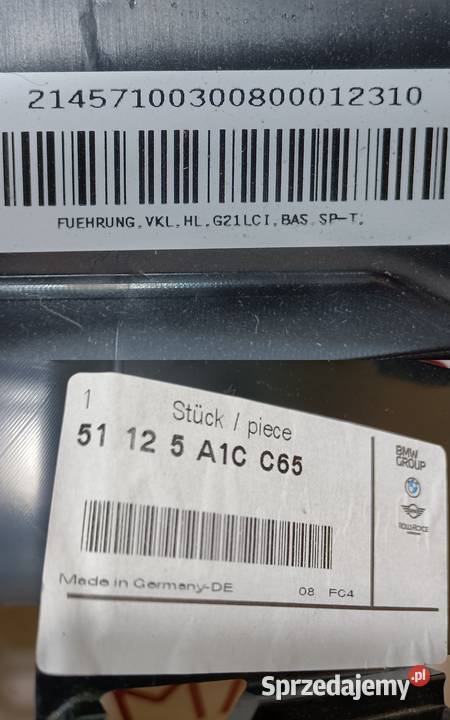 21457100300800012310
FUEHRUNG,VKL,HL,G21LCI,BAS,SP-T,
1 Stück / piece
51 12 5 A1C C65
BMW
GROUP
Made in Germany-DE
08 FC4
Sprzedajemy.pl